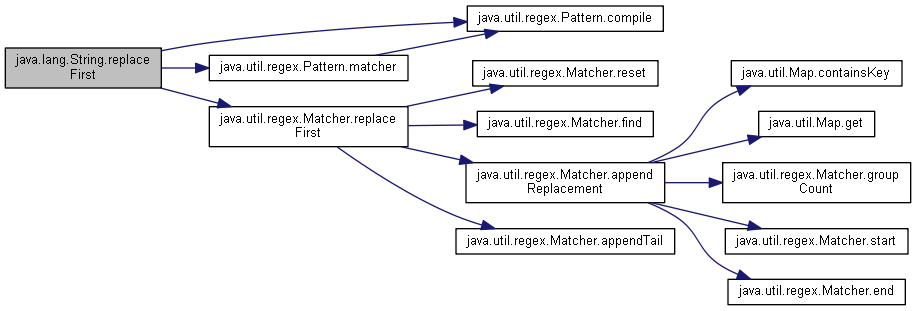 java.lang.String.replace
First
java.util.regex.Pattern.compile
java.util.regex.Pattern.matcher
java.util.regex.Matcher.replace
First
java.util.regex.Matcher.reset
java.util.regex.Matcher.find
java.util.regex.Matcher.append
Replacement
java.util.regex.Matcher.appendTail
java.util.Map.containsKey
java.util.Map.get
java.util.regex.Matcher.group
Count
java.util.regex.Matcher.start
java.util.regex.Matcher.end